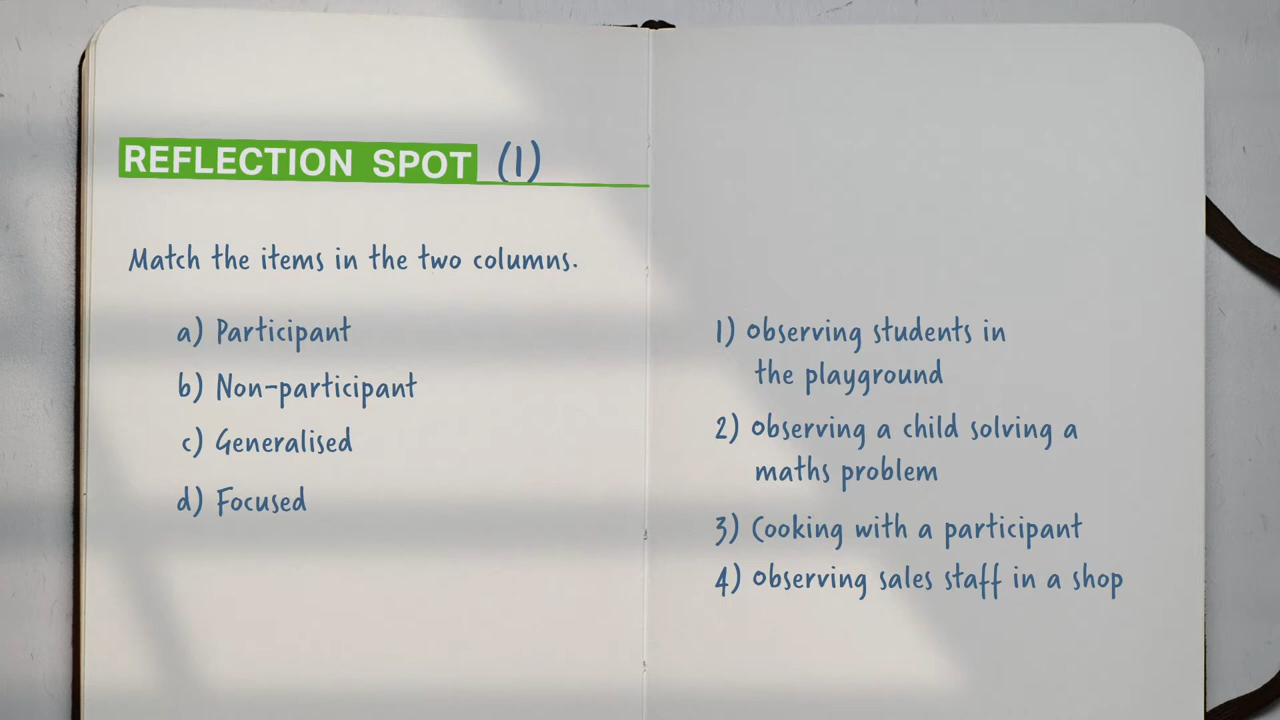 REFLECTION SPOT (1)
Match the items in the two columns.
a) Participant
b) Non-participant
c) Generalised
d) Focused
1) Observing students in
the playground
2) Observing a child solving a
maths problem
3) Cooking with a participant
4) Observing sales staff in a shop